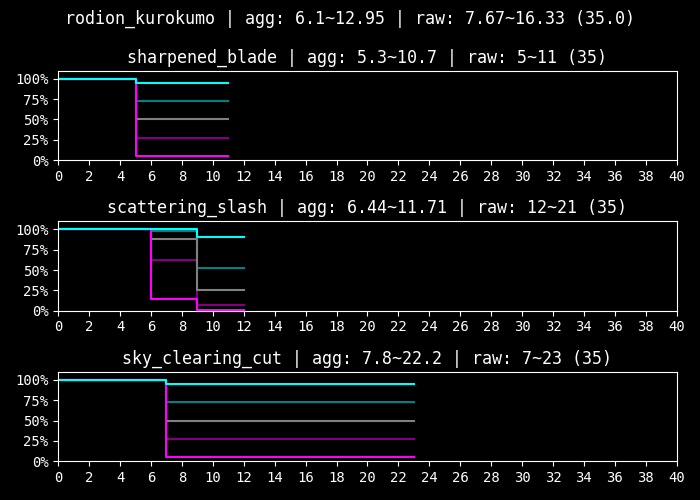 rodion_kurokumo | agg: 6.1~12.95 | raw: 7.67~16.33 (35.0)
sharpened_blade | agg: 5.3~10.7 | raw: 5~11 (35)
100%
75%
50%
25%
0%
0 2 4 6 8 10 12 14 16 18 20 22 24 26 28 30 32 34 36 38 40
scattering_slash | agg: 6.44~11.71 | raw: 12~21 (35)
100%
75%
50%
25%
0%
0 2 4 6 8 10 12 14 16 18 20 22 24 26 28 30 32 34 36 38 40
sky_clearing_cut | agg: 7.8~22.2 | raw: 7~23 (35)
100%
75%
50%
25%
0%
0 2 4 6 8 10 12 14 16 18 20 22 24 26 28 30 32 34 36 38 40